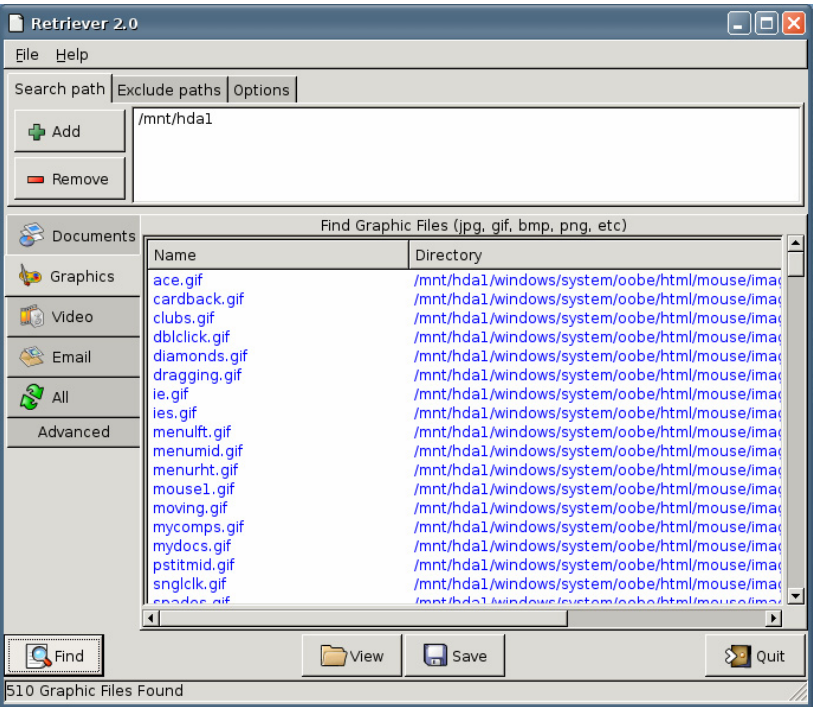 Retriever 2.0
File Help
Search path Exclude paths Options
Add
Remove
/mnt/hda1
Documents
Graphics
Video
Email
All
Advanced
Find Graphic Files (jpg, gif, bmp, png, etc)
Name Directory
ace.gif /mnt/hda1/windows/system/oobe/html/mouse/imag
cardback.gif /mnt/hda1/windows/system/oobe/html/mouse/imag
clubs.gif /mnt/hda1/windows/system/oobe/html/mouse/imag
dblclick.gif /mnt/hda1/windows/system/oobe/html/mouse/imag
diamonds.gif /mnt/hda1/windows/system/oobe/html/mouse/imag
dragging.gif /mnt/hda1/windows/system/oobe/html/mouse/imag
ie.gif /mnt/hda1/windows/system/oobe/html/mouse/imag
ies.gif /mnt/hda1/windows/system/oobe/html/mouse/imag
menulft.gif /mnt/hda1/windows/system/oobe/html/mouse/imag
menumid.gif /mnt/hda1/windows/system/oobe/html/mouse/imag
menurht.gif /mnt/hda1/windows/system/oobe/html/mouse/imag
mouse1.gif /mnt/hda1/windows/system/oobe/html/mouse/imag
moving.gif /mnt/hda1/windows/system/oobe/html/mouse/imag
mycomps.gif /mnt/hda1/windows/system/oobe/html/mouse/imag
mydocs.gif /mnt/hda1/windows/system/oobe/html/mouse/imag
pstitmid.gif /mnt/hda1/windows/system/oobe/html/mouse/imag
snglclk.gif /mnt/hda1/windows/system/oobe/html/mouse/imag
spades.gif /mnt/hda1/windows/system/oobe/html/mouse/imag
Find View Save Quit
510 Graphic Files Found